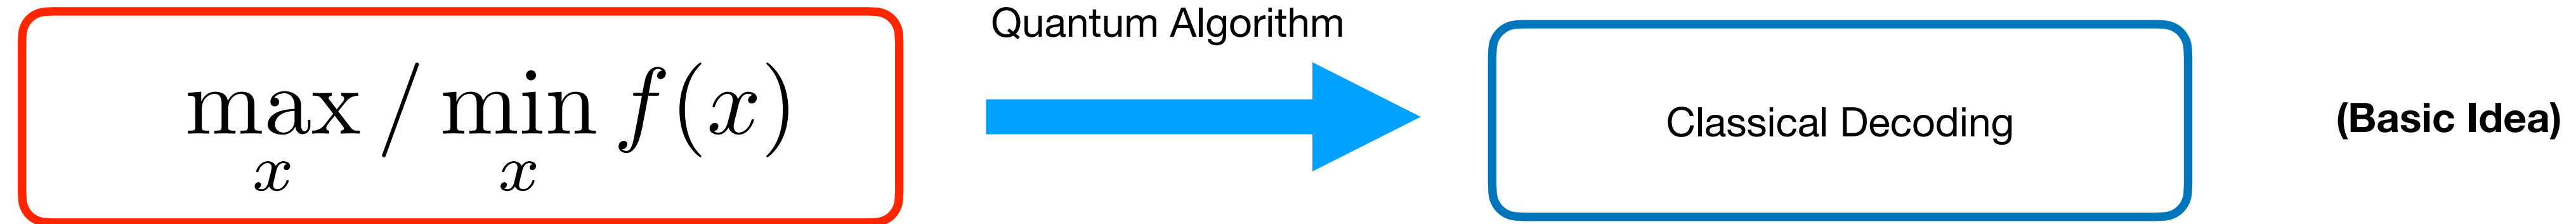 Quantum Algorithm
max / min f(x)
x x
Classical Decoding
(Basic Idea)